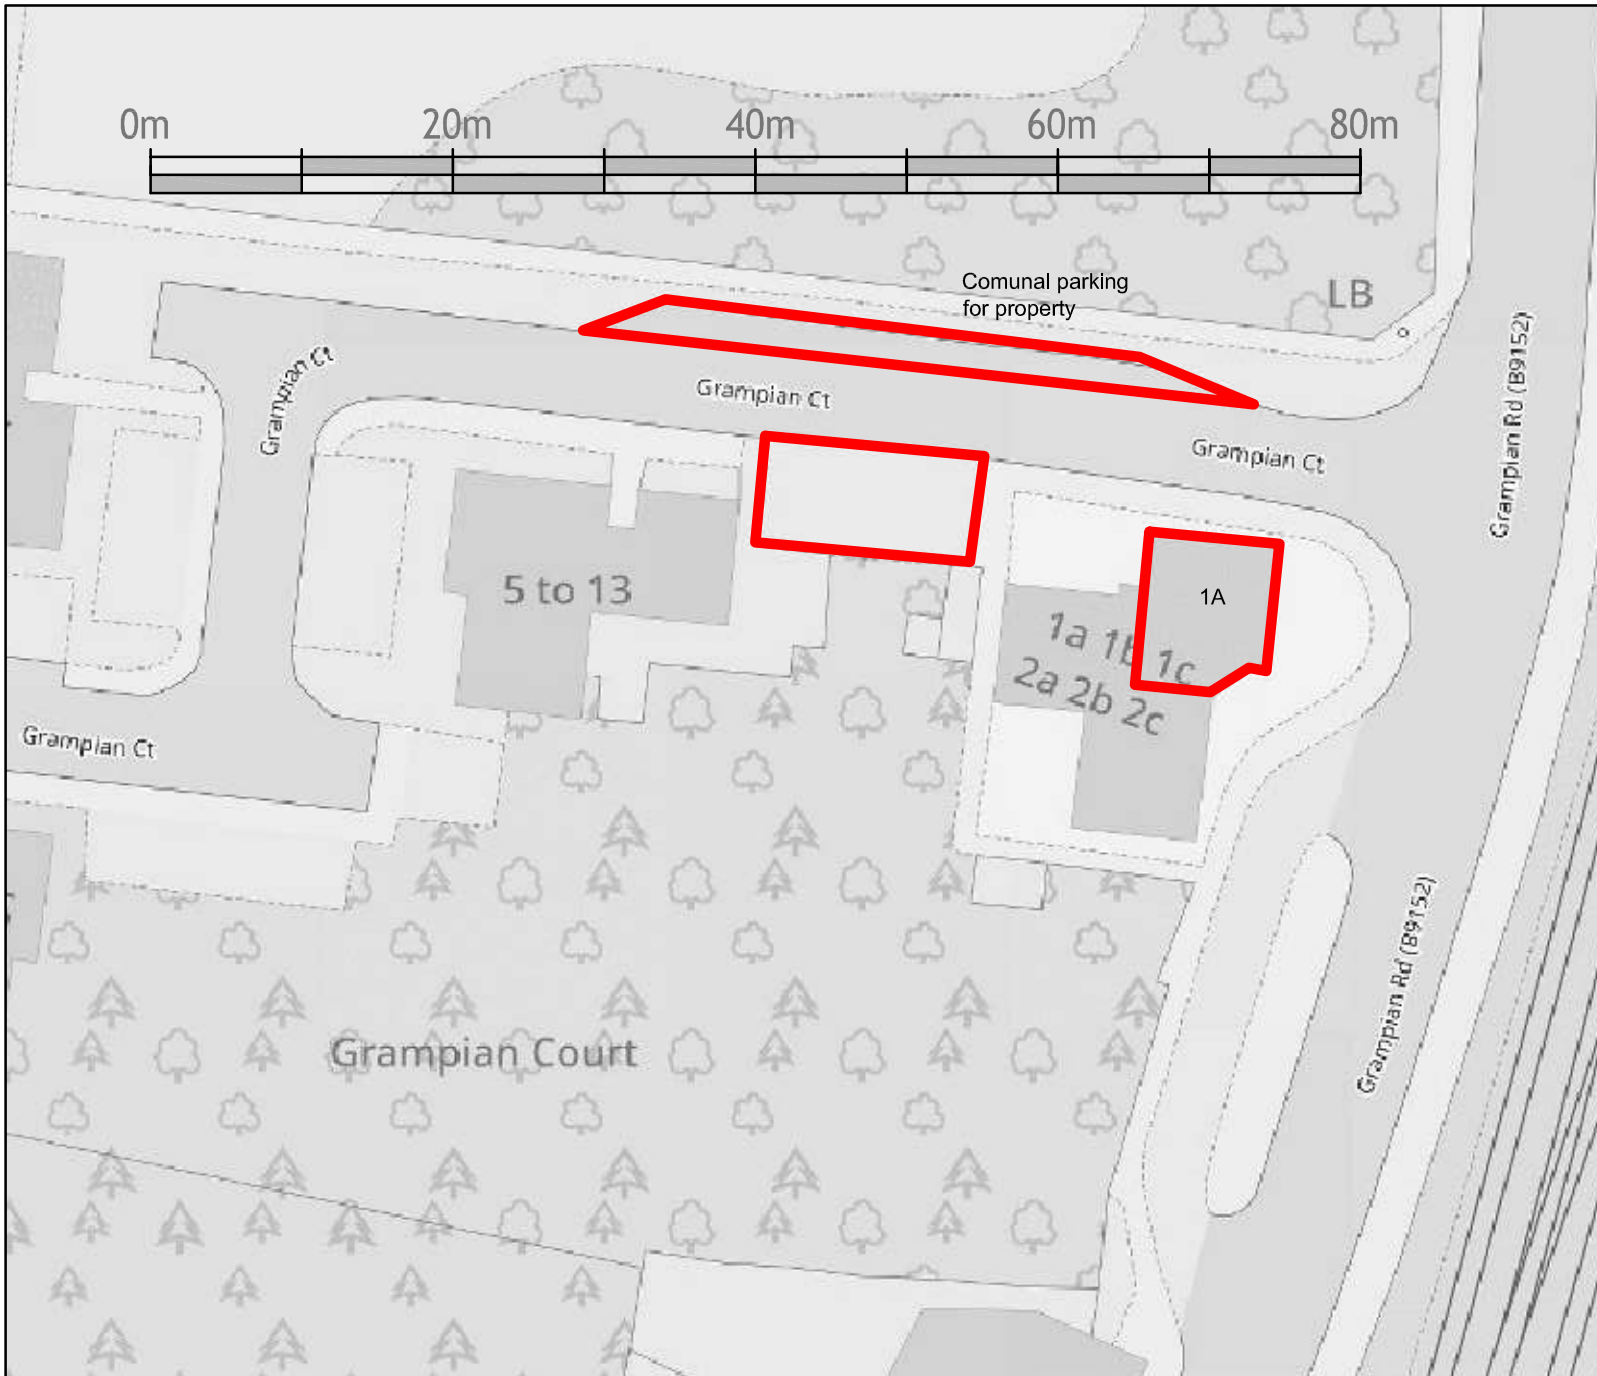 0m 20m 40m 60m 80m
Comunal parking
for property
LB
Grampian Rd (B9152)
Grampian Ct
Grampian Ct
Grampian Ct
5 to 13
1A
1a 1b 1c
2a 2b 2c
Grampian Ct
Grampian Rd (B9152)
Grampian Court